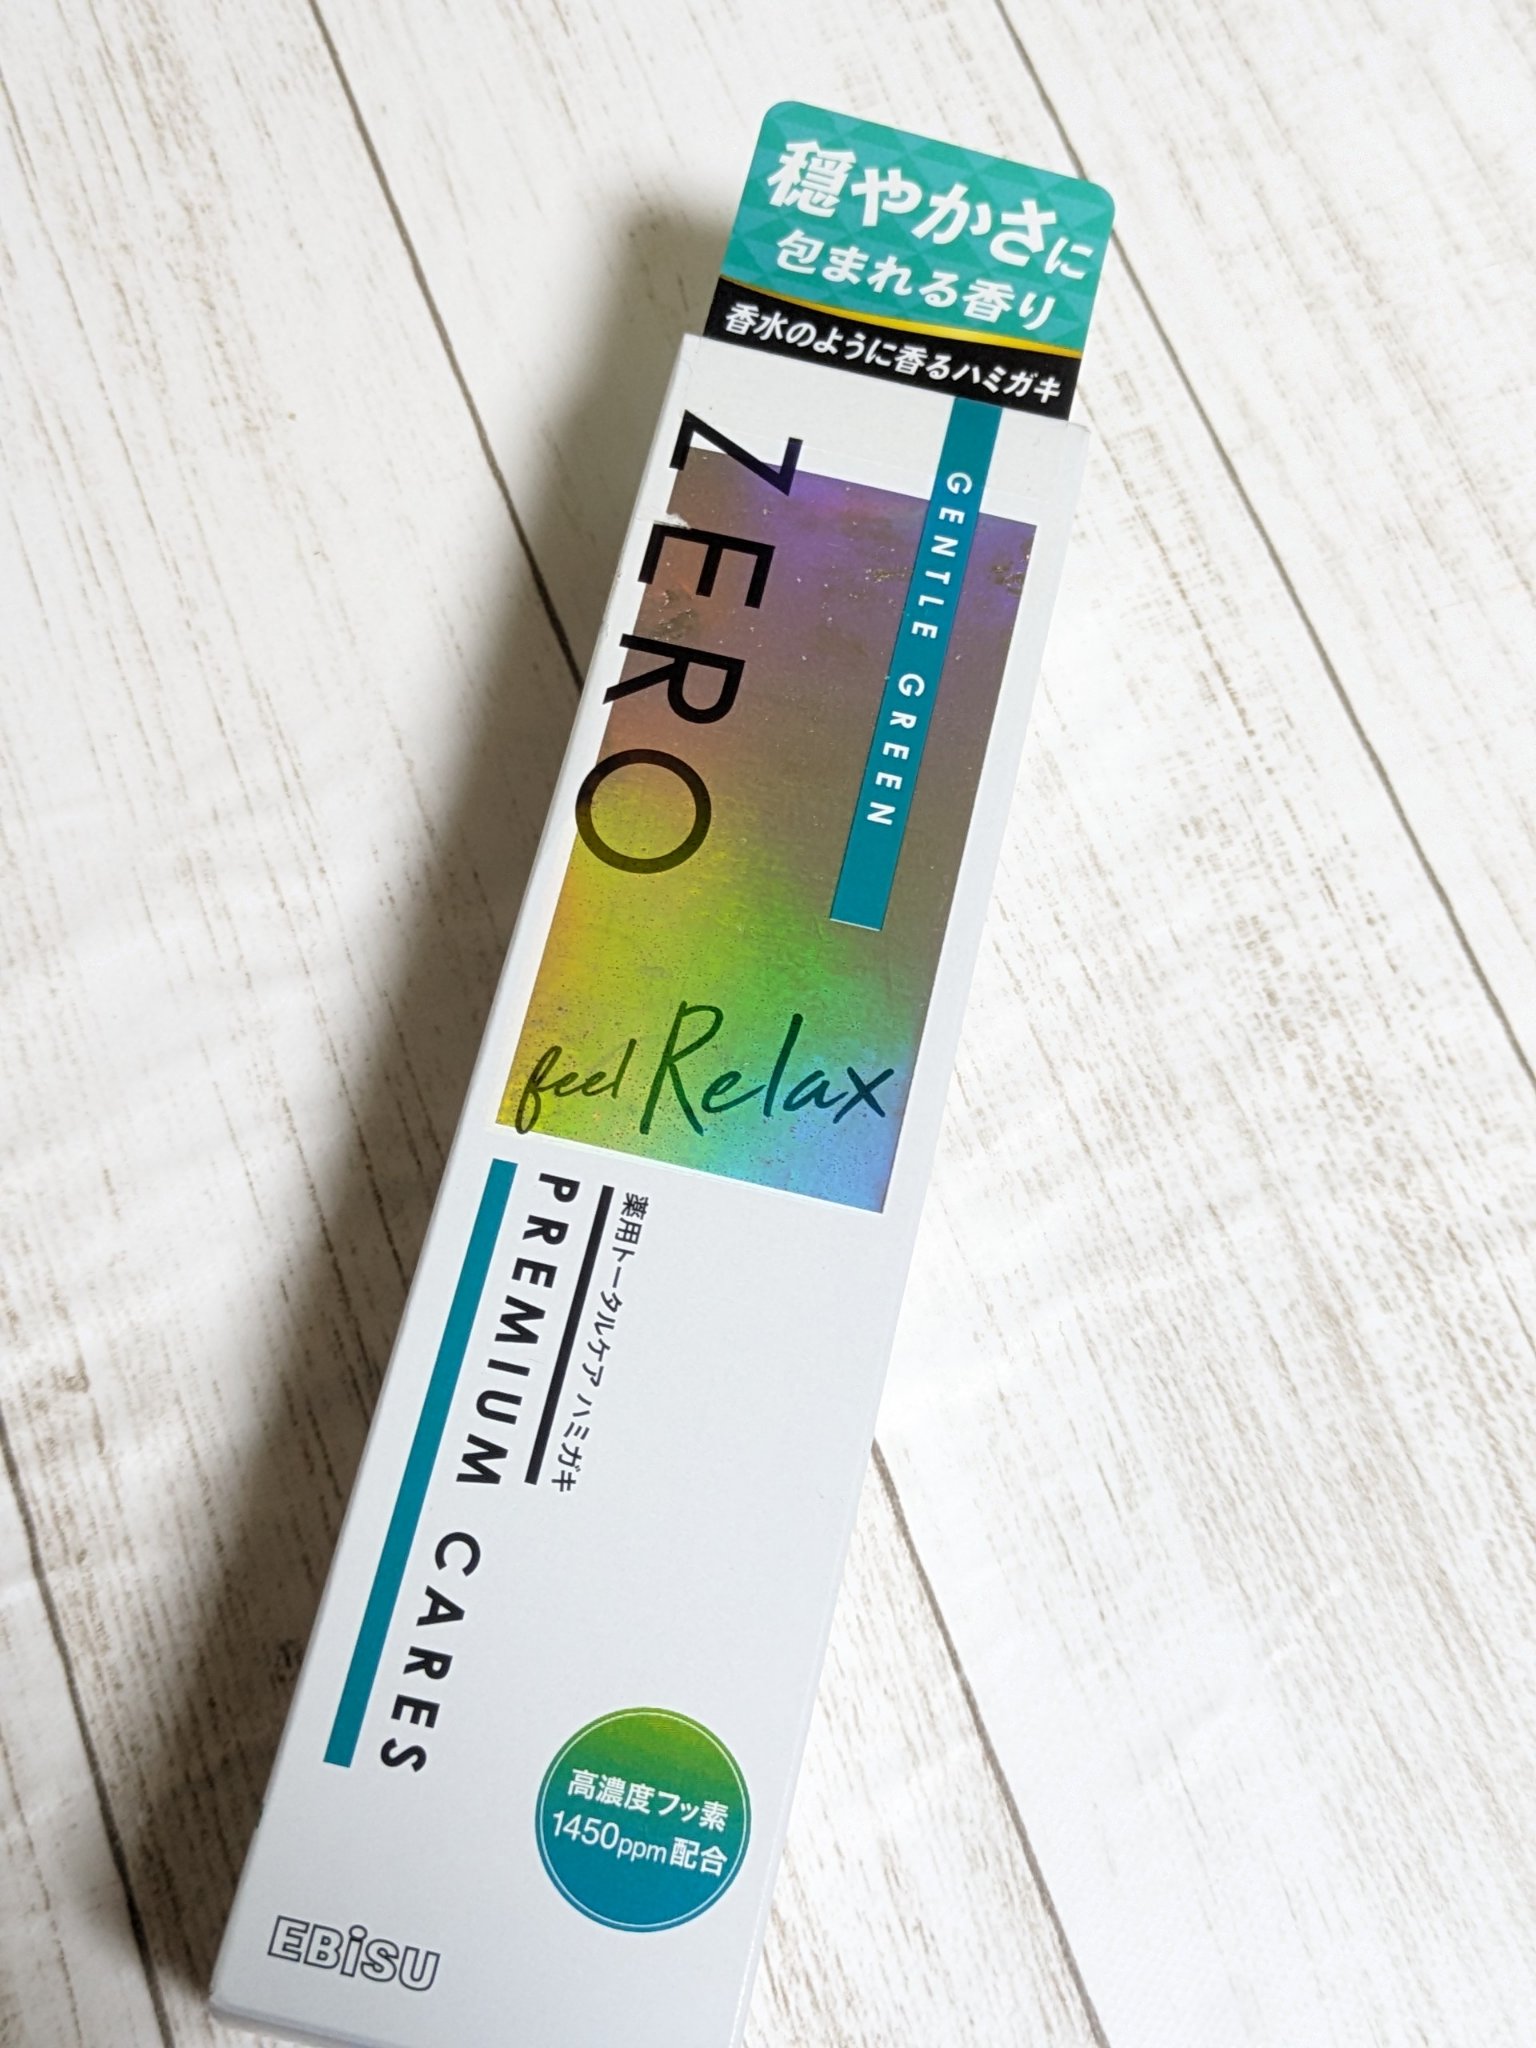 穏やかさに
包まれる香り
香水のように香るハミガキ
GENTLE GREEN
ZERO
feel Relax
薬用トータルケアハミガキ
PREMIUM CARES
高濃度フッ素
1450ppm配合
EBiSU